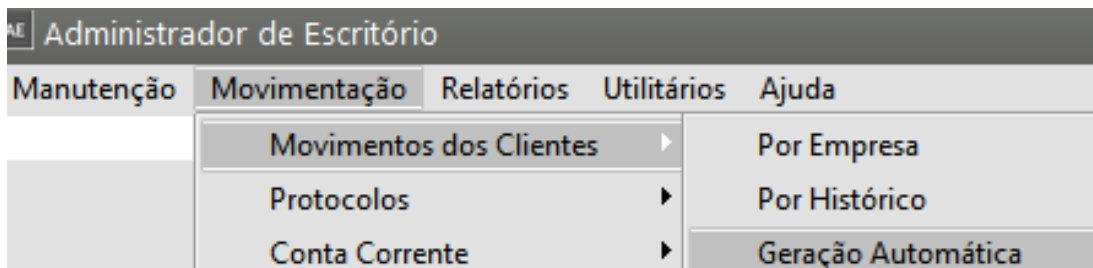 AE Administrador de Escritório
Manutenção Movimentação Relatórios Utilitários Ajuda
Movimentos dos Clientes Por Empresa
Protocolos Por Histórico
Conta Corrente Geração Automática